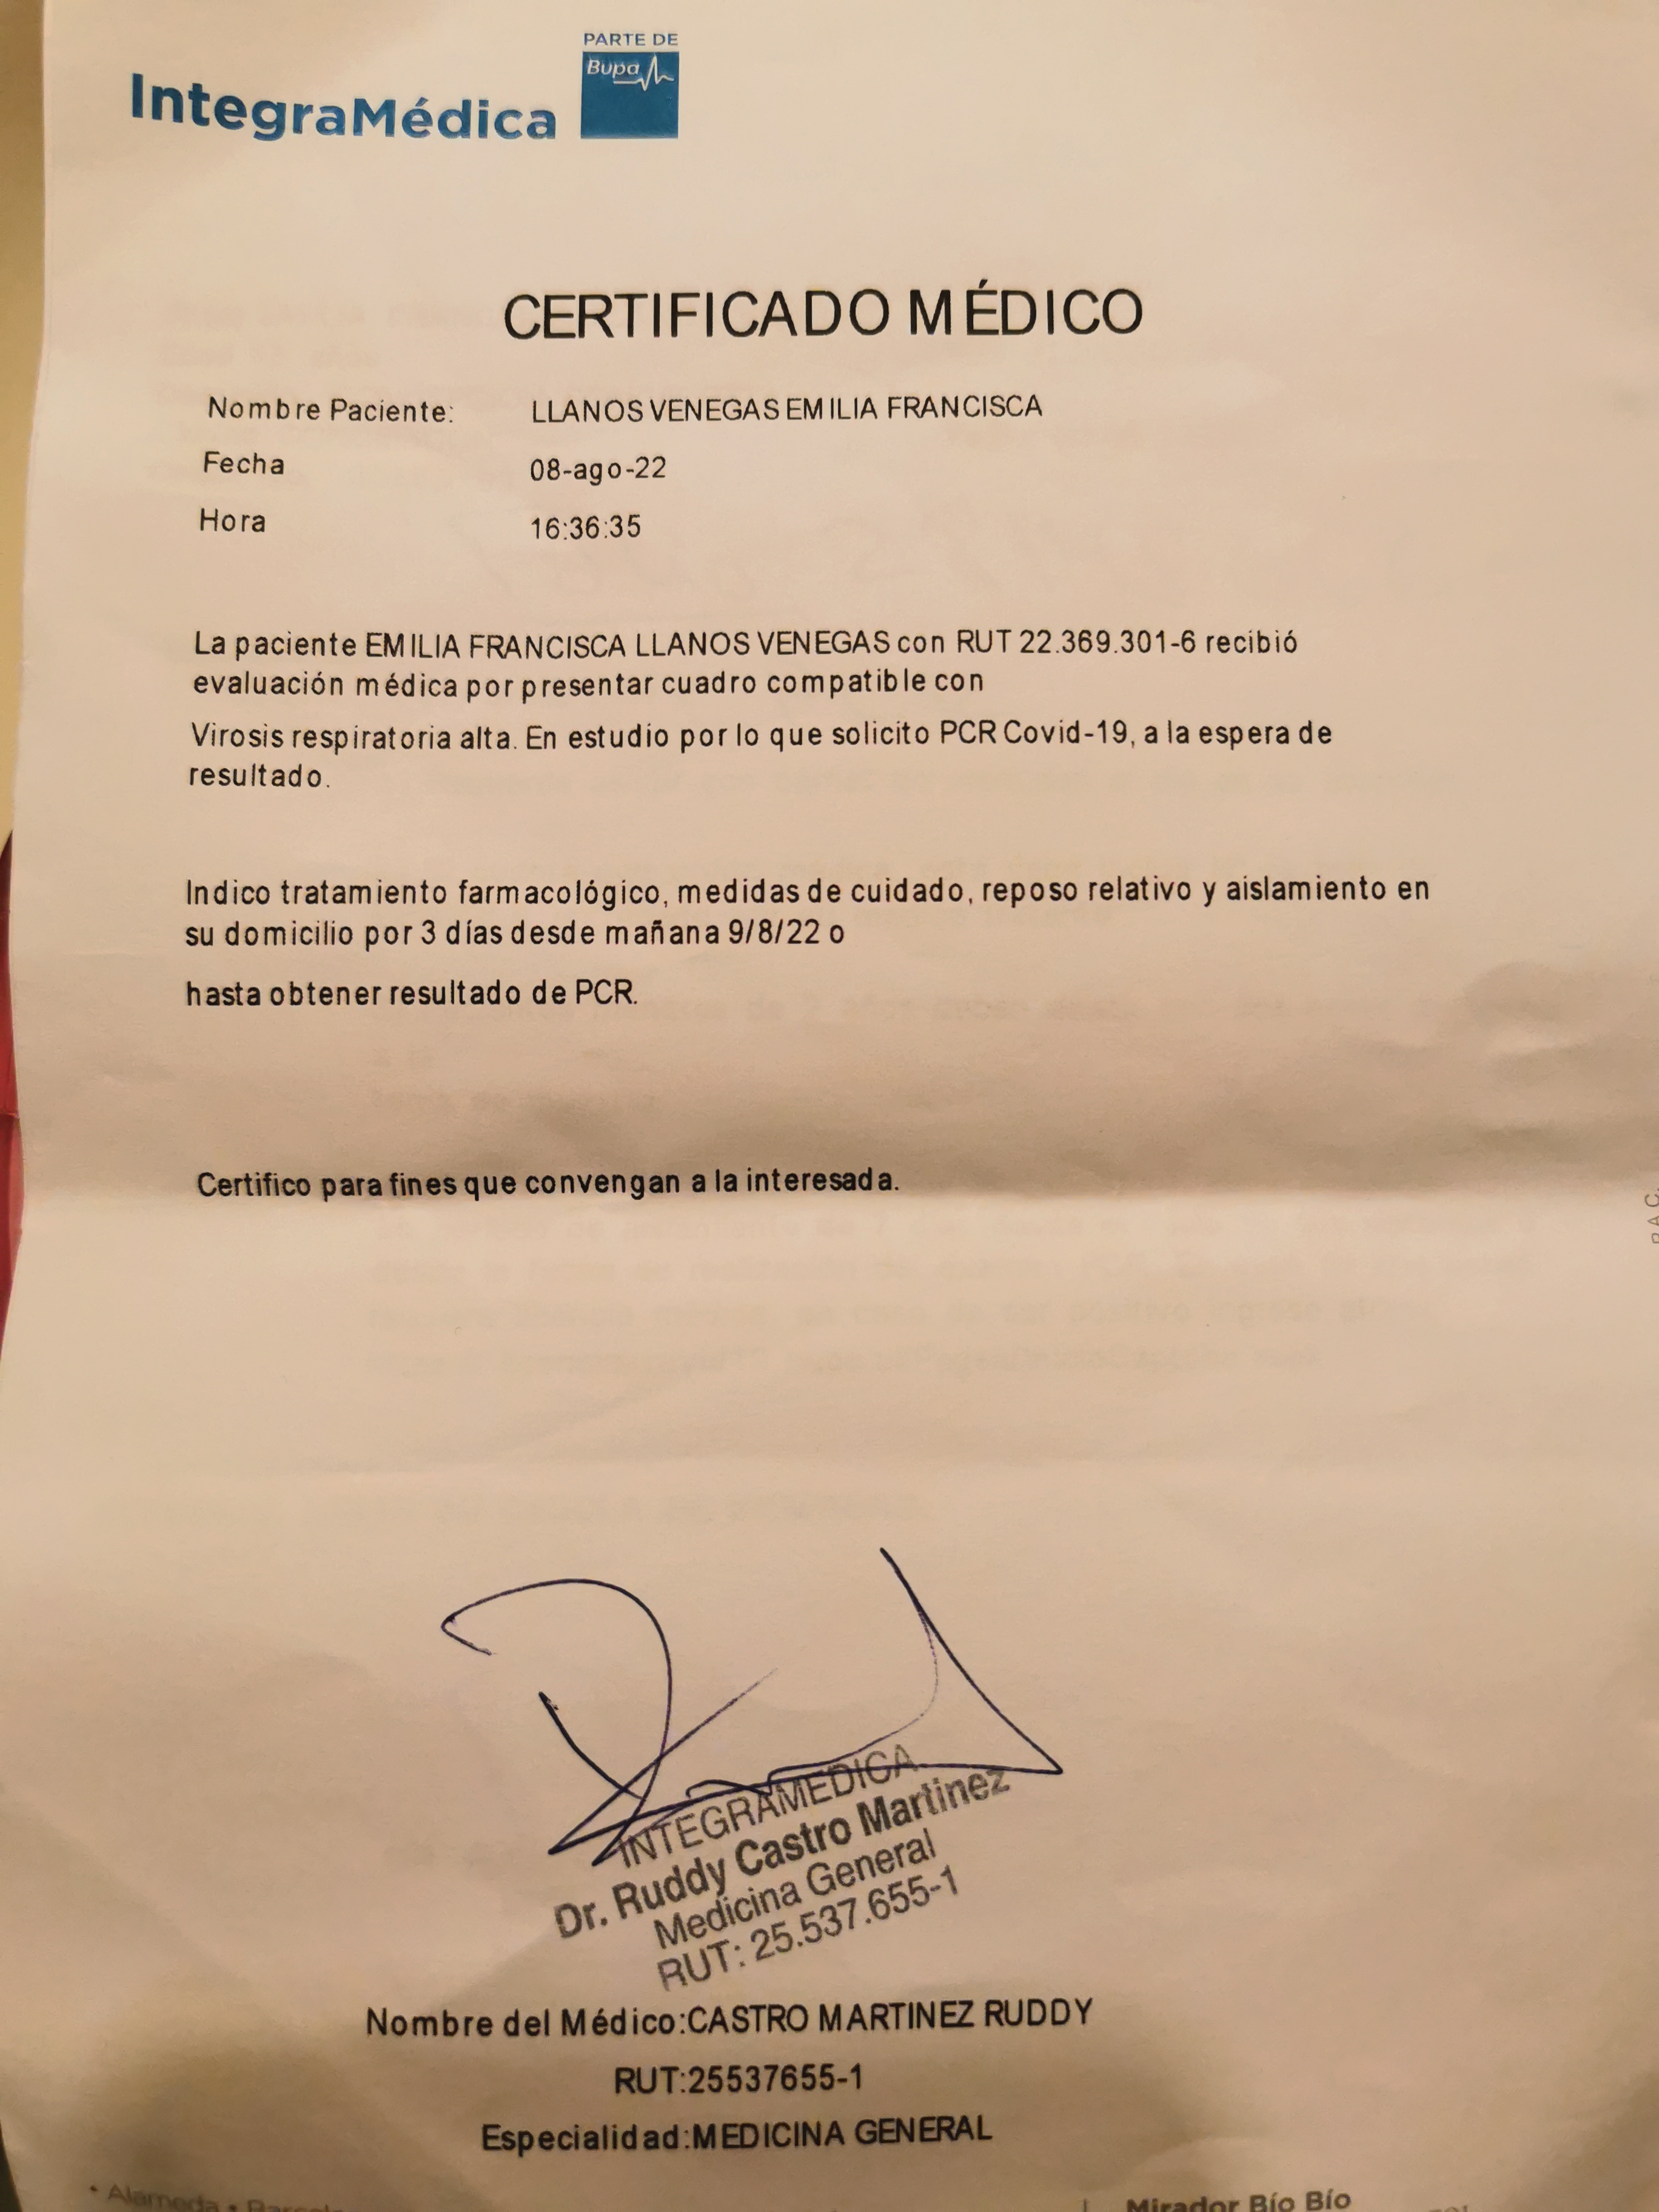 PARTE DE
Bupa
IntegraMédica
CERTIFICADO MÉDICO
Nombre Paciente: LLANOS VENEGAS EMILIA FRANCISCA
Fecha 08-ago-22
Hora 16:36:35
La paciente EMILIA FRANCISCA LLANOS VENEGAS con RUT 22.369.301-6 recibió
evaluación médica por presentar cuadro compatible con
Virosis respiratoria alta. En estudio por lo que solicito PCR Covid-19, a la espera de
resultado.
Indico tratamiento farmacológico, medidas de cuidado, reposo relativo y aislamiento en
su domicilio por 3 días desde mañana 9/8/22 o
hasta obtener resultado de PCR.
Certifico para fines que convengan a la interesada.
INTEGRAMEDICA
Dr. Ruddy Castro Martinez
Medicina General
RUT: 25.537.655-1
Nombre del Médico:CASTRO MARTINEZ RUDDY
RUT:25537655-1
Especialidad:MEDICINA GENERAL
• Alameda •
Mirador Bío Bío